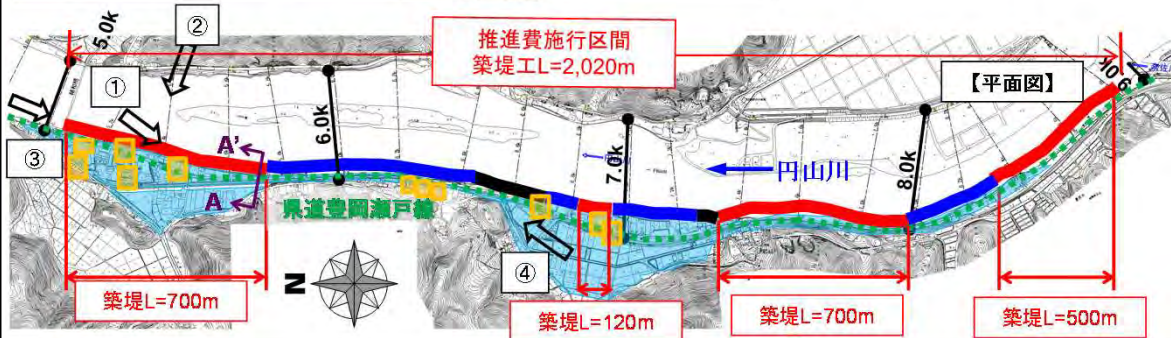 5.0k
②
推進費施行区間
築堤工L=2,020m
【平面図】
9.0k
①
6.0k
③
A'
A
7.0k
円山川
8.0k
県道豊岡瀬戸線
N
④
築堤L=700m
築堤L=120m
築堤L=700m
築堤L=500m